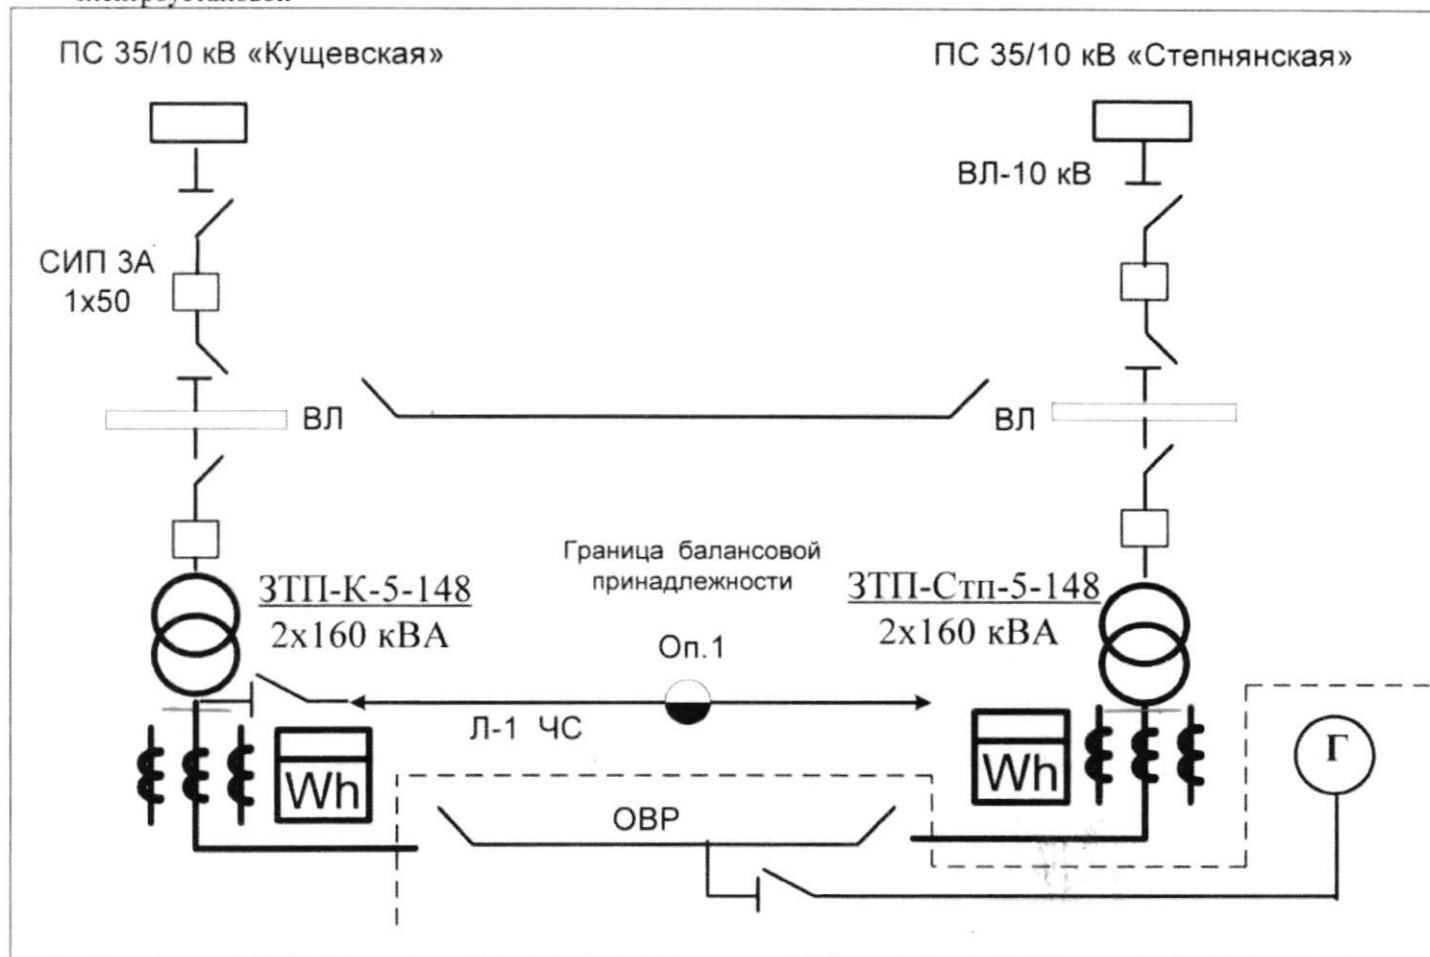 ПС 35/10 кВ «Кущевская»
ПС 35/10 кВ «Степнянская»
ВЛ-10 кВ
СИП 3А
1х50
ВЛ
ВЛ
Граница балансовой
принадлежности
ЗТП-К-5-148
2х160 кВА
ЗТП-Стп-5-148
2х160 кВА
Оп.1
Л-1 ЧС
Wh
Wh
Г
ОВР